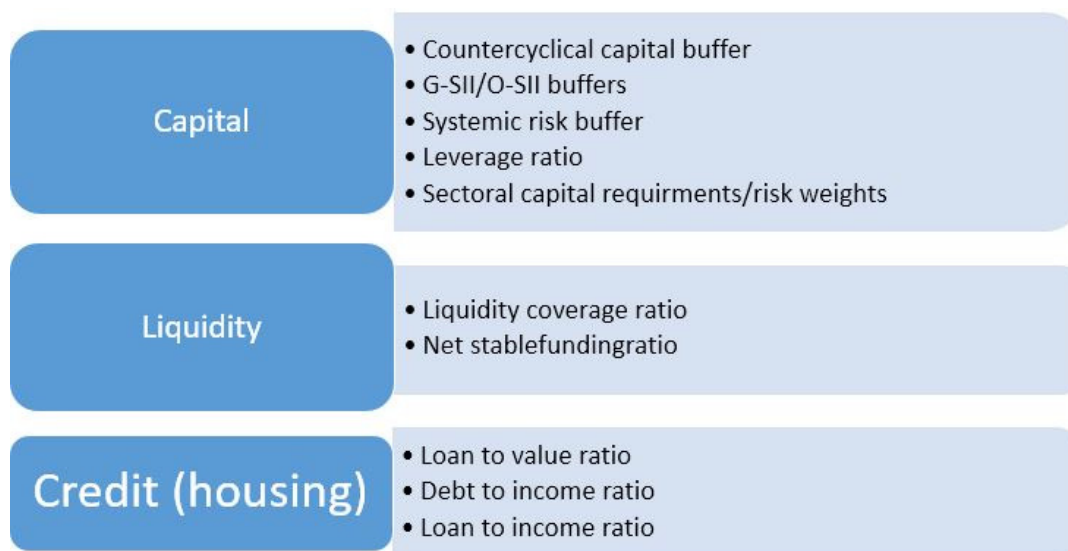 Capital
• Countercyclical capital buffer
• G-SII/O-SII buffers
• Systemic risk buffer
• Leverage ratio
• Sectoral capital requirments/risk weights
Liquidity
• Liquidity coverage ratio
• Net stablefundingratio
Credit (housing)
• Loan to value ratio
• Debt to income ratio
• Loan to income ratio